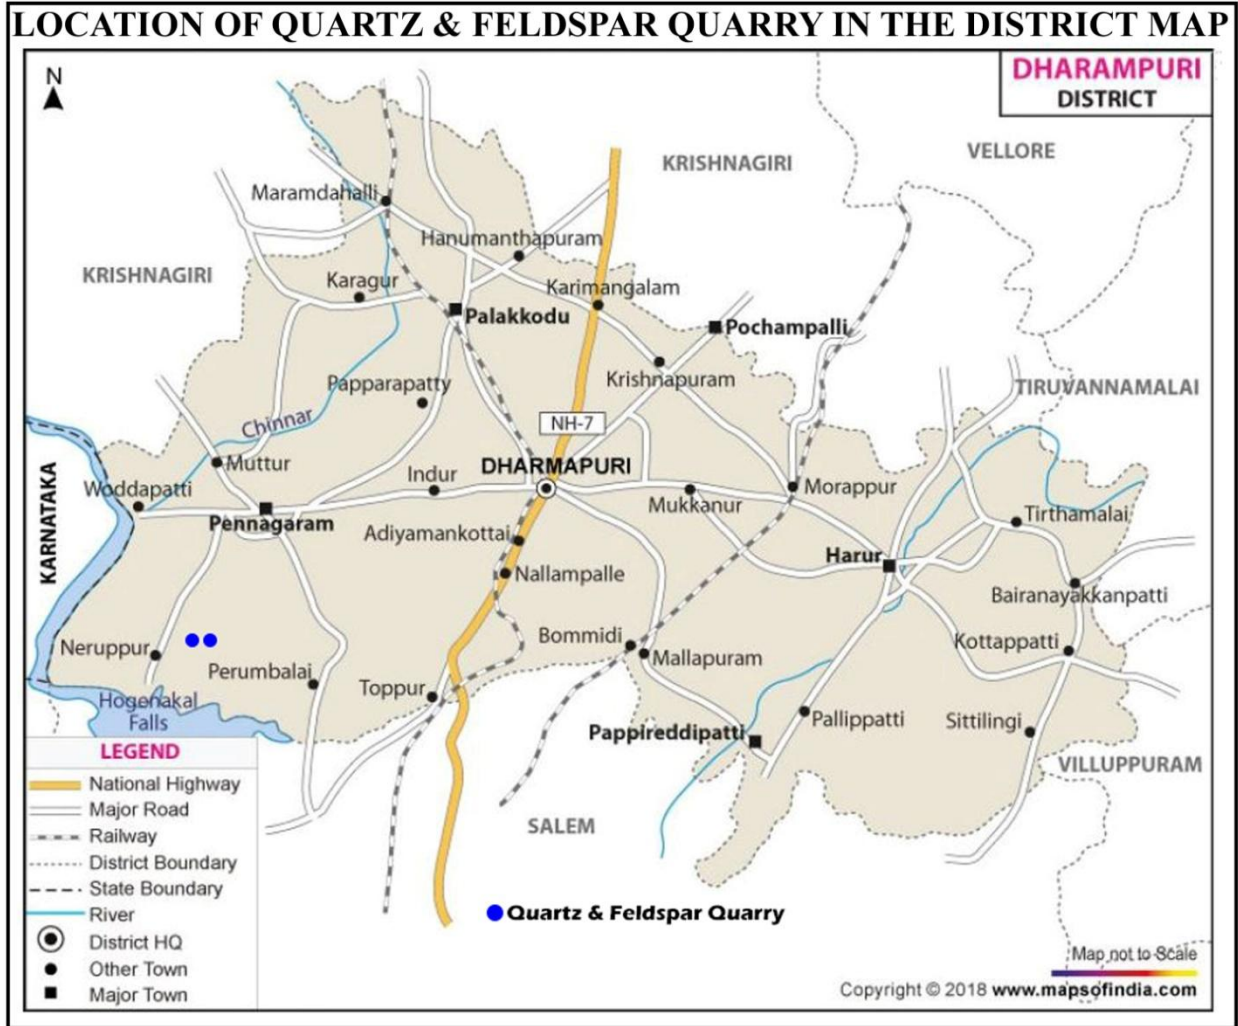 LOCATION OF QUARTZ & FELDSPAR QUARRY IN THE DISTRICT MAP
N
DHARAMPURI
DISTRICT
KRISHNAGIRI
VELLORE
Maramdahalli
Hanumanthapuram
KRISHNAGIRI
Karagur
Karimangalam
Palakkodu
Pochampalli
Krishnapuram
Papparapatty
TIRUVANNAMALAI
Chinnar
NH-7
Muttur
Indur
DHARMAPURI
Woddapatti
Morappur
Mukkanur
Pennagaram
Tirthamalai
KARNATAKA
Adiyamankottai
Harur
Nallampalle
Bairanayakkanpatti
Bommidi
Kottappatti
Neruppur
Mallapuram
Perumbalai
Toppur
Hogenakal
Falls
Pallippatti
Sittilingi
Pappireddipatti
VILLUPPURAM
SALEM
LEGEND
National Highway
Major Road
Railway
District Boundary
State Boundary
River
District HQ
Other Town
Major Town
Quartz & Feldspar Quarry
Map not to Scale
Copyright © 2018 www.mapsofindia.com